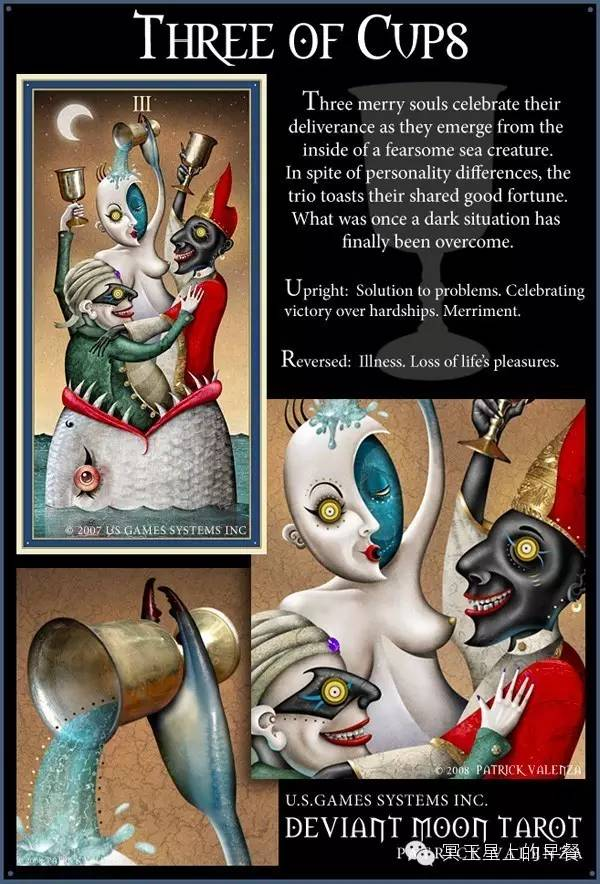 THREE OF CUPS
III
© 2007 US GAMES SYSTEMS INC
Three merry souls celebrate their
deliverance as they emerge from the
inside of a fearsome sea creature.
In spite of personality differences, the
trio toasts their shared good fortune.
What was once a dark situation has
finally been overcome.
Upright: Solution to problems. Celebrating
victory over hardships. Merriment.
Reversed: Illness. Loss of life's pleasures.
© 2008 PATRICK VALENZA
U.S.GAMES SYSTEMS INC.
DEVIANT MOON TAROT
冥王星上的早餐